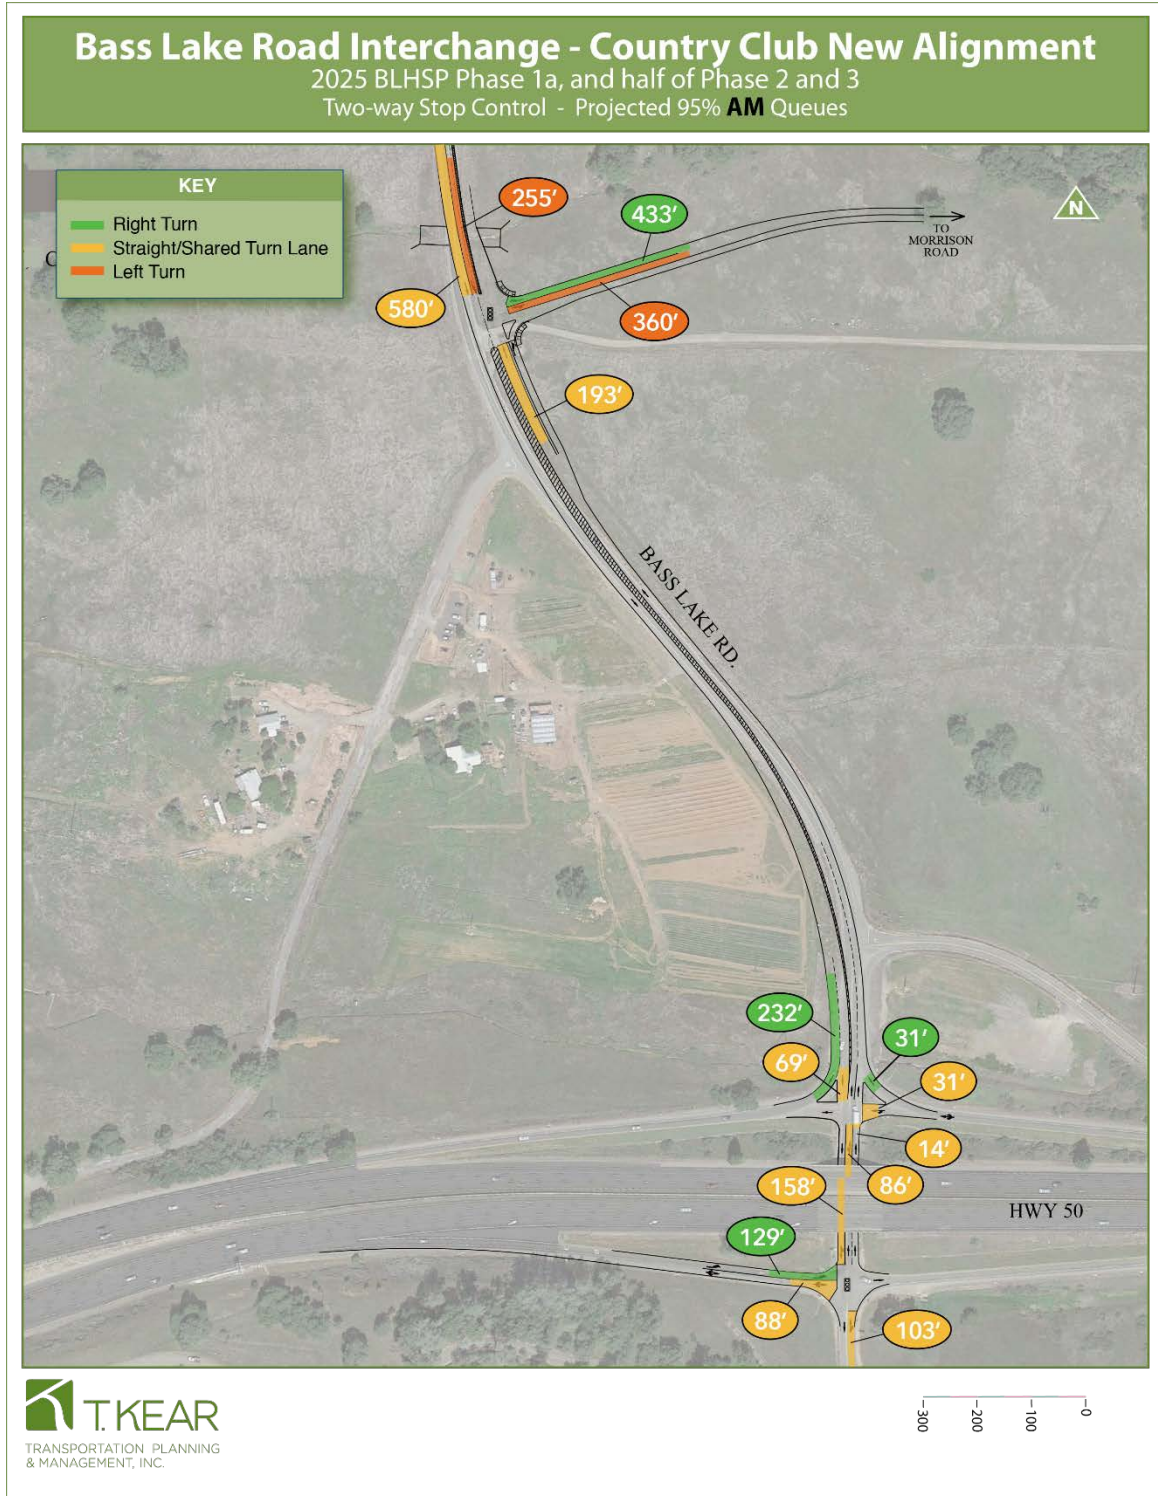 Bass Lake Road Interchange - Country Club New Alignment
2025 BLHSP Phase 1a, and half of Phase 2 and 3
Two-way Stop Control - Projected 95% AM Queues
KEY
Right Turn
Straight/Shared Turn Lane
Left Turn
C
255’
433’
N
TO
MORRISON
ROAD
580’
360’
193’
BASS LAKE RD.
232’
31’
69’
31’
14’
158’
86’
HWY 50
129’
88’
103’
T.KEAR
TRANSPORTATION PLANNING
& MANAGEMENT, INC.
300
200
100
0